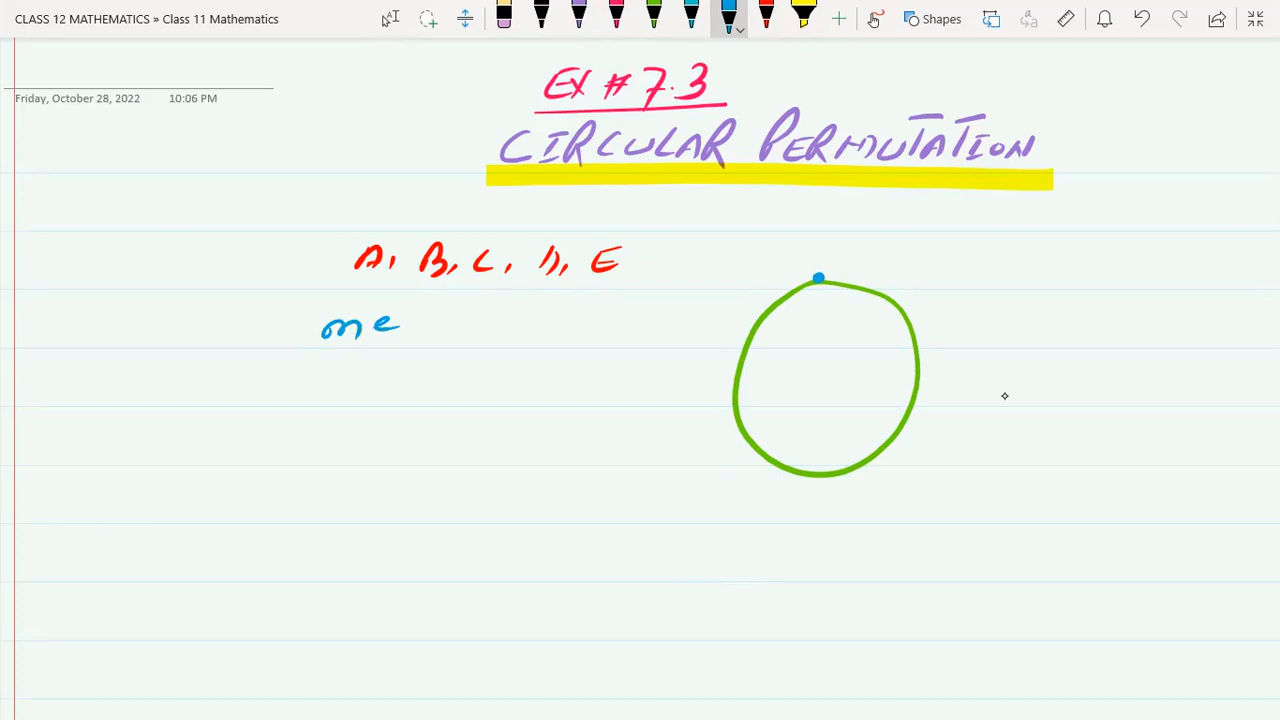 CLASS 12 MATHEMATICS » Class 11 Mathematics
Shapes
EX # 7.3
Friday, October 28, 2022 10:06 PM
CIRCULAR PERMUTATION
A, B, C, D, E
me